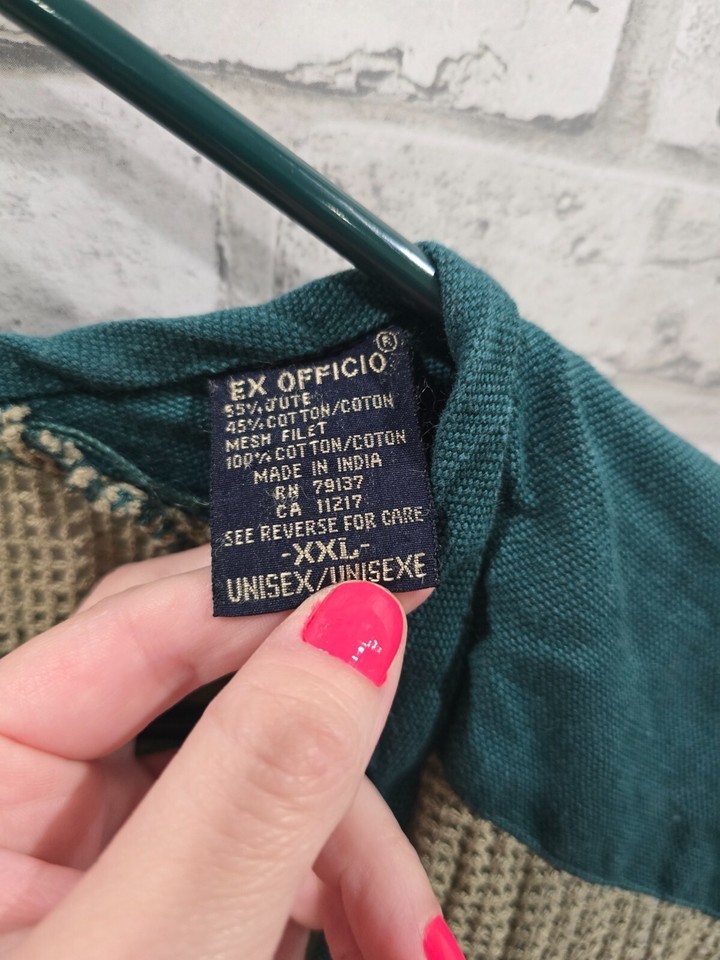 EX OFFICIO®
55% JUTE
45% COTTON/COTON
MESH FILET
100% COTTON/COTON
MADE IN INDIA
RN 79137
CA 11217
SEE REVERSE FOR CARE
-XXL-
UNISEX/UNISEXE